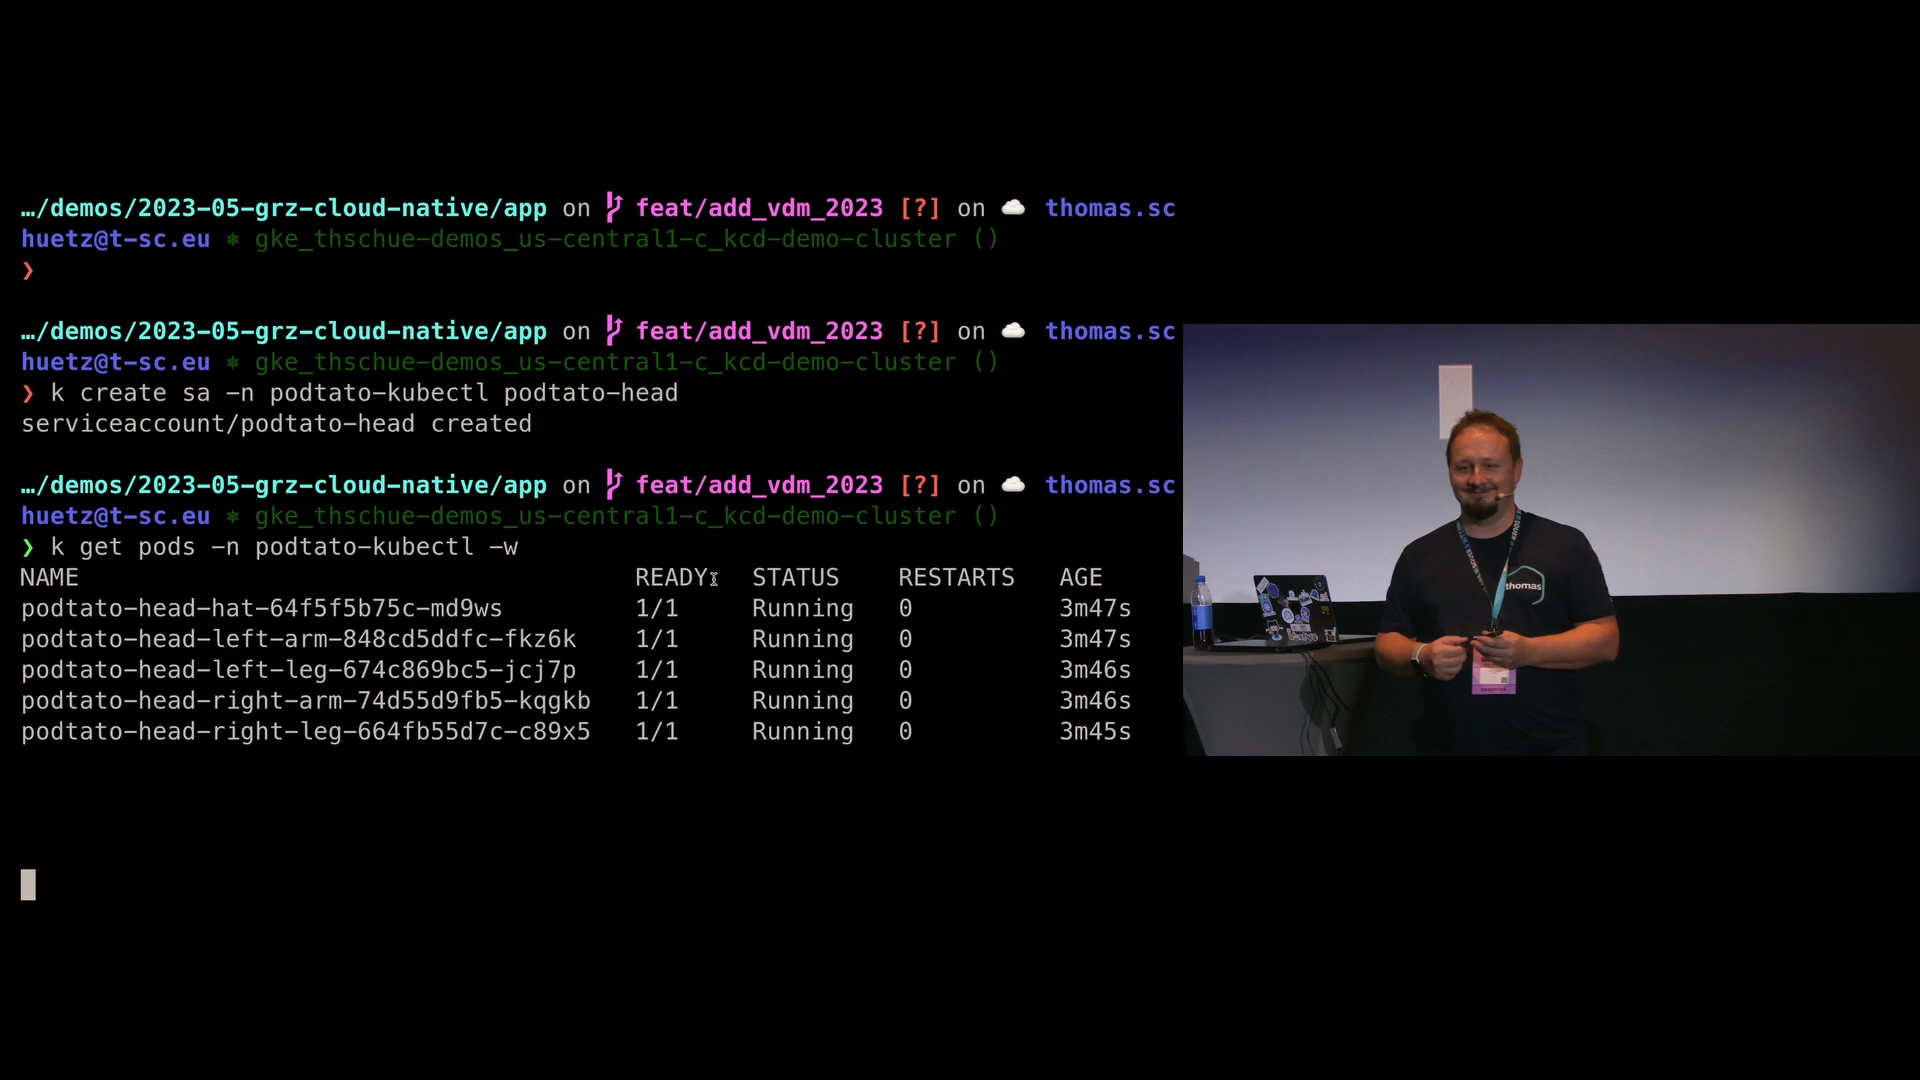 …/demos/2023-05-grz-cloud-native/app on feat/add_vdm_2023 [?] on thomas.sc
huetz@t-sc.eu ⎈ gke_thschue-demos_us-central1-c_kcd-demo-cluster ()
❯
…/demos/2023-05-grz-cloud-native/app on feat/add_vdm_2023 [?] on thomas.sc
huetz@t-sc.eu ⎈ gke_thschue-demos_us-central1-c_kcd-demo-cluster ()
❯ k create sa -n podtato-kubectl podtato-head
serviceaccount/podtato-head created
…/demos/2023-05-grz-cloud-native/app on feat/add_vdm_2023 [?] on thomas.sc
huetz@t-sc.eu ⎈ gke_thschue-demos_us-central1-c_kcd-demo-cluster ()
❯ k get pods -n podtato-kubectl -w
NAME READY STATUS RESTARTS AGE
podtato-head-hat-64f5f5b75c-md9ws 1/1 Running 0 3m47s
podtato-head-left-arm-848cd5ddfc-fkz6k 1/1 Running 0 3m47s
podtato-head-left-leg-674c869bc5-jcj7p 1/1 Running 0 3m46s
podtato-head-right-arm-74d55d9fb5-kqgkb 1/1 Running 0 3m46s
podtato-head-right-leg-664fb55d7c-c89x5 1/1 Running 0 3m45s
thomas